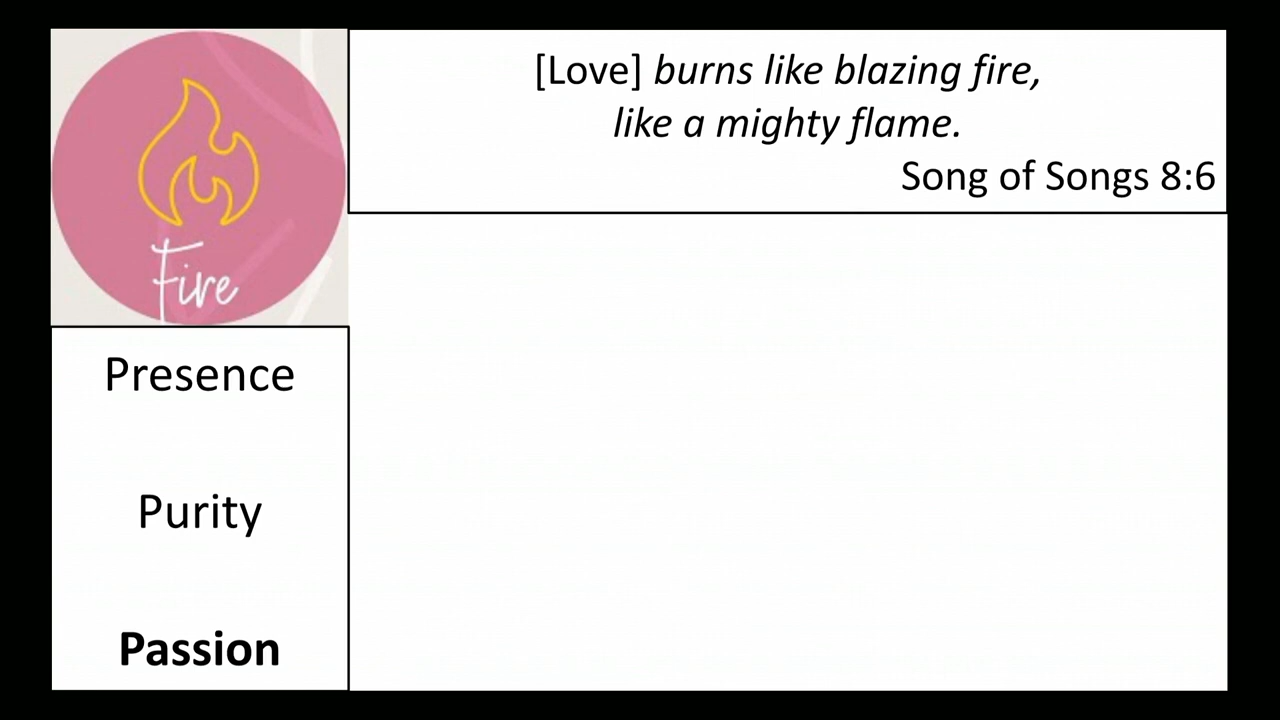 [Love] burns like blazing fire,
like a mighty flame.
Song of Songs 8:6
Fire
Presence
Purity
Passion